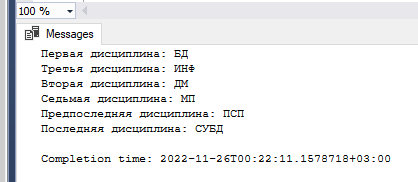 100 %
Messages
Первая дисциплина: БД
Третья дисциплина: ИНФ
Вторая дисциплина: ДМ
Седьмая дисциплина: МП
Предпоследняя дисциплина: ПСП
Последняя дисциплина: СУБД
Completion time: 2022-11-26T00:22:11.1578718+03:00